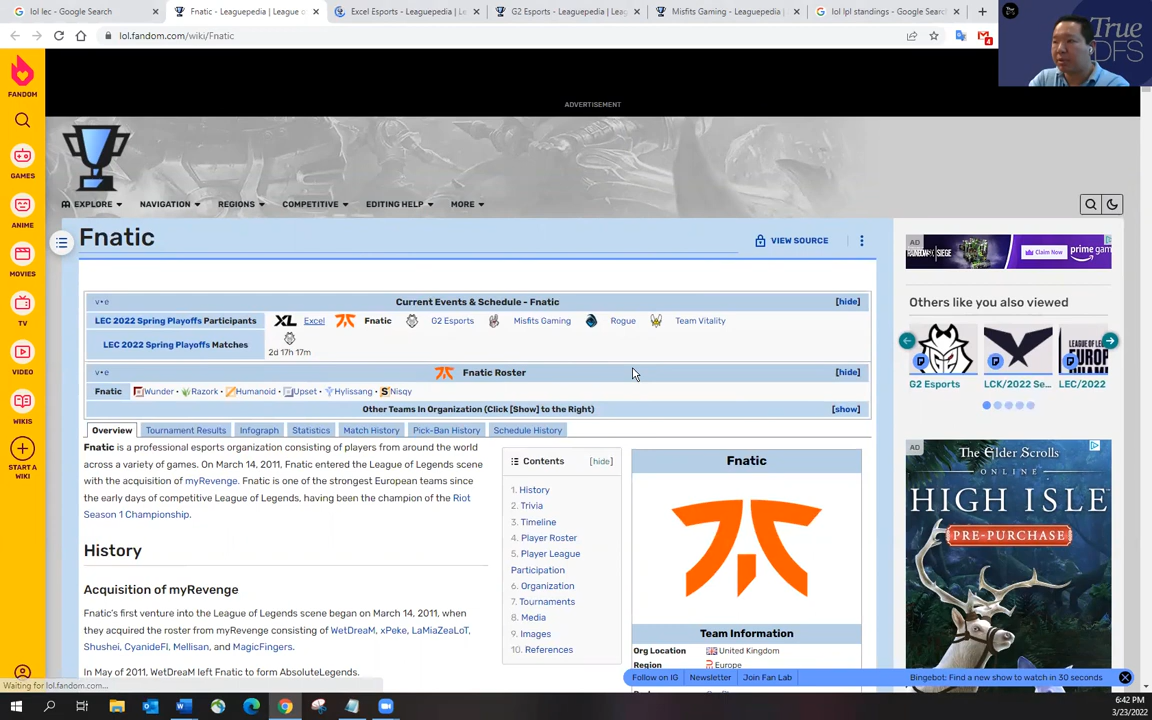 lol lec - Google Search
Fnatic - Leaguepedia | League o
Excel Esports - Leaguepedia | Le
G2 Esports - Leaguepedia | Leag
Misfits Gaming - Leaguepedia |
lol lpl standings - Google Searc
lol.fandom.com/wiki/Fnatic
4
True
DFS
FANDOM
GAMES
ANIME
MOVIES
TV
VIDEO
WIKIS
START A
WIKI
ADVERTISEMENT
EXPLORE
NAVIGATION
REGIONS
COMPETITIVE
EDITING HELP
MORE
Fnatic
VIEW SOURCE
v • e
Current Events & Schedule - Fnatic
[hide]
LEC 2022 Spring Playoffs Participants
XL Excel Fnatic G2 Esports Misfits Gaming Rogue Team Vitality
LEC 2022 Spring Playoffs Matches
2d 17h 17m
v • e
Fnatic Roster
[hide]
Fnatic
Wunder • Razork • Humanoid • Upset • Hylissang • Nisqy
Other Teams In Organization (Click [Show] to the Right)
[show]
Overview
Tournament Results
Infograph
Statistics
Match History
Pick-Ban History
Schedule History
Fnatic is a professional esports organization consisting of players from around the world
across a variety of games. On March 14, 2011, Fnatic entered the League of Legends scene
with the acquisition of myRevenge. Fnatic is one of the strongest European teams since
the early days of competitive League of Legends, having been the champion of the Riot
Season 1 Championship.
History
Acquisition of myRevenge
Fnatic's first venture into the League of Legends scene began on March 14, 2011, when
they acquired the roster from myRevenge consisting of WetDreaM, xPeke, LaMiaZeaLoT,
Shushei, CyanideFI, Mellisan, and MagicFingers.
In May of 2011, WetDreaM left Fnatic to form AbsoluteLegends.
Contents
[hide]
1. History
2. Trivia
3. Timeline
4. Player Roster
5. Player League
Participation
6. Organization
7. Tournaments
8. Media
9. Images
10. References
Fnatic
Team Information
Org Location United Kingdom
Region Europe
AD
Claim Now
prime gam
Others like you also viewed
G2 Esports
LCK/2022 Se...
LEC/2022
AD
The Elder Scrolls
ONLINE
HIGH ISLE
PRE-PURCHASE
Follow on IG
Newsletter
Join Fan Lab
Bingebot: Find a new show to watch in 30 seconds
Waiting for lol.fandom.com...
6:42 PM
3/23/2022